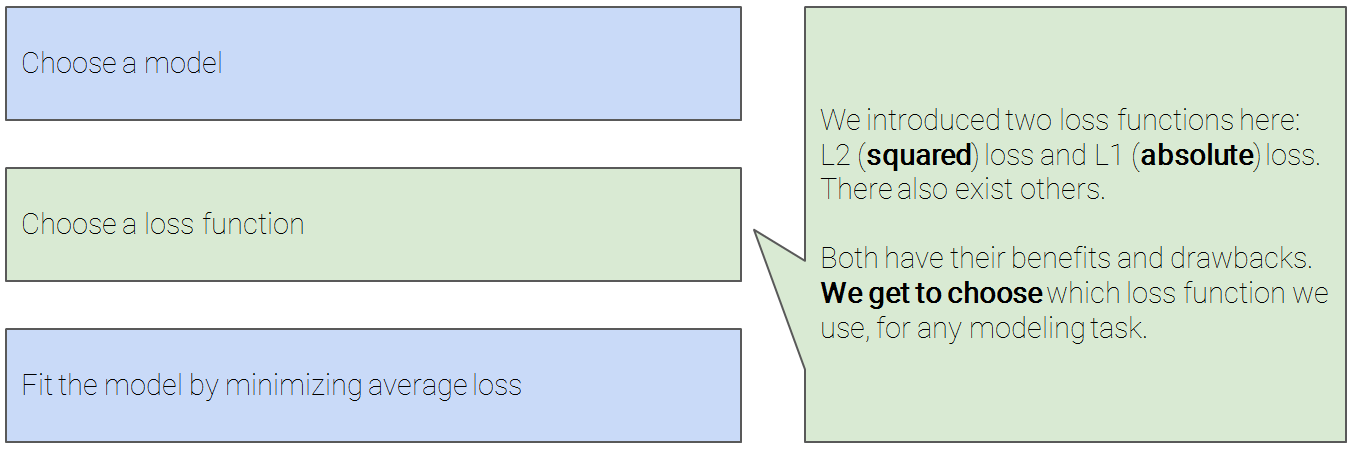 Choose a model
Choose a loss function
Fit the model by minimizing average loss
We introduced two loss functions here:
L2 (squared) loss and L1 (absolute) loss.
There also exist others.
Both have their benefits and drawbacks.
We get to choose which loss function we
use, for any modeling task.